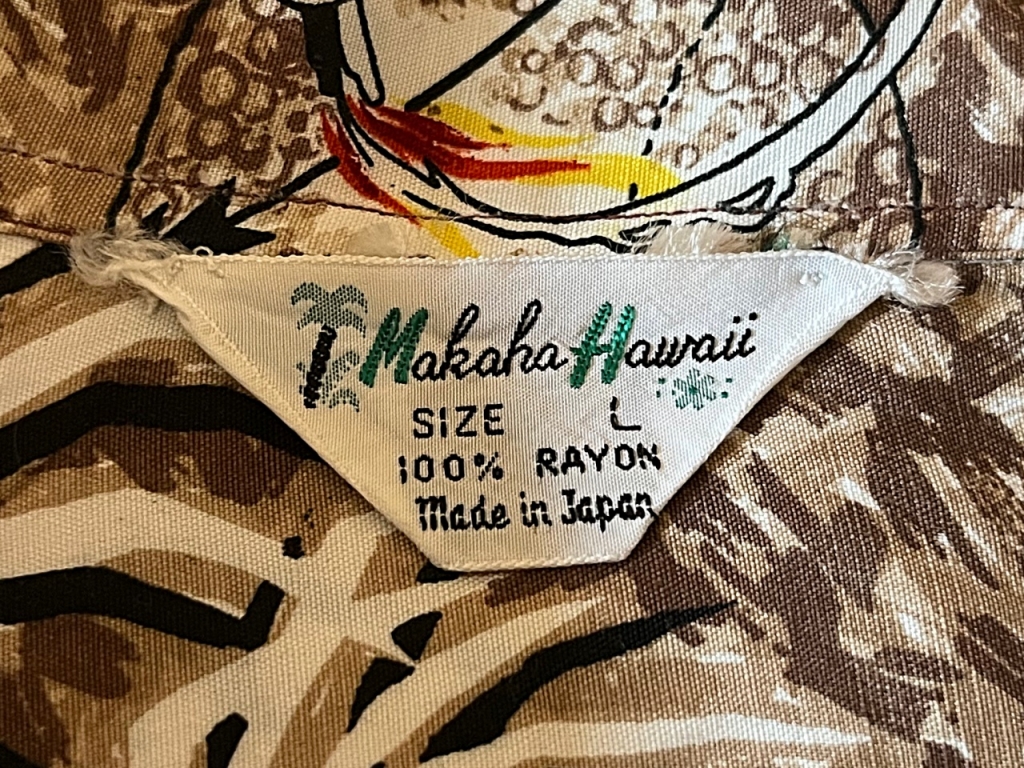 Makaha Hawaii
SIZE L
100% RAYON
Made in Japan